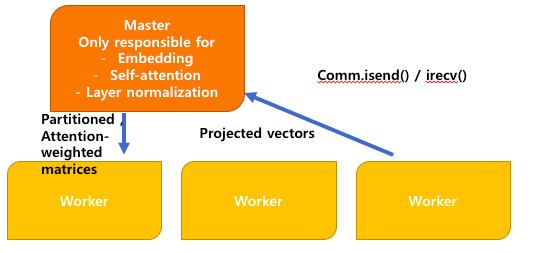 Master
Only responsible for
- Embedding
- Self-attention
- Layer normalization
Comm.isend() / irecv()
Partitioned ,
Attention-
weighted
matrices
Projected vectors
Worker
Worker
Worker